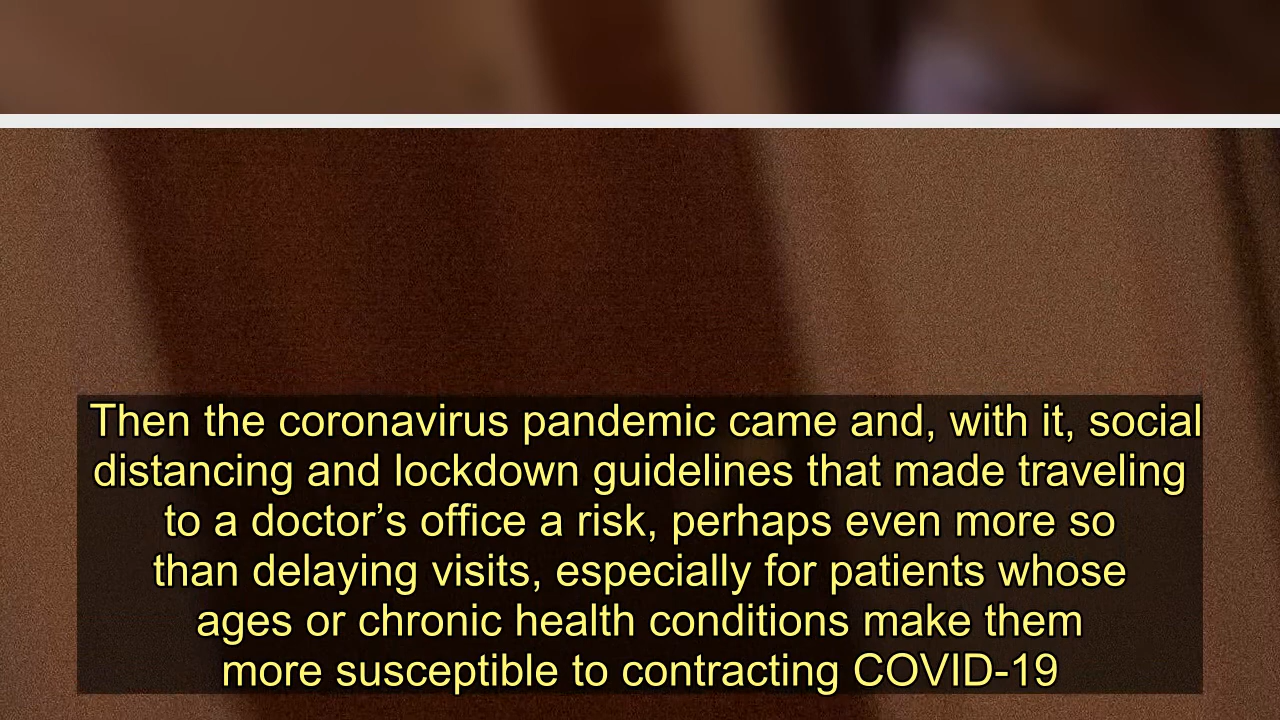 Then the coronavirus pandemic came and, with it, social
distancing and lockdown guidelines that made traveling
to a doctor’s office a risk, perhaps even more so
than delaying visits, especially for patients whose
ages or chronic health conditions make them
more susceptible to contracting COVID-19